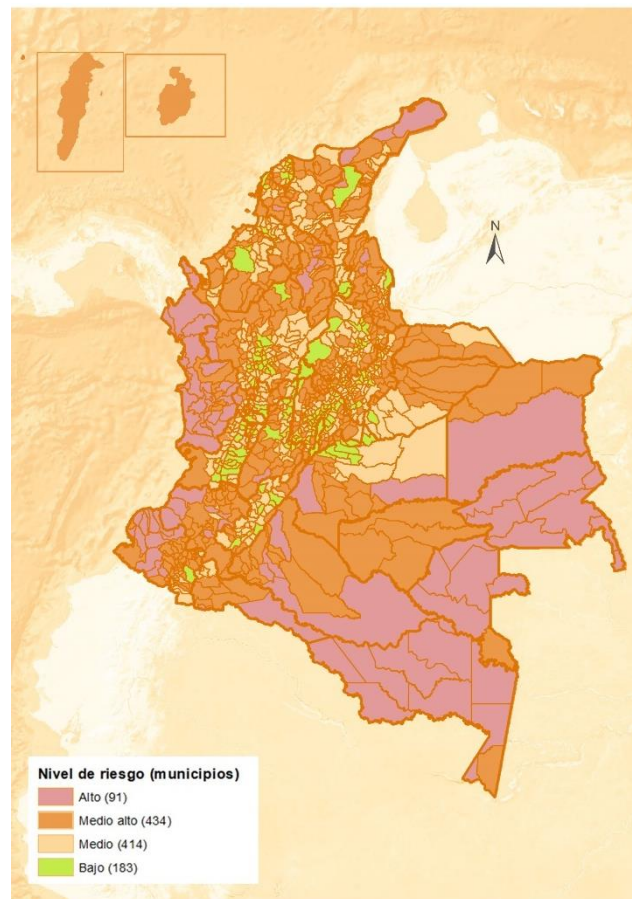 N
Nivel de riesgo (municipios)
Alto (91)
Medio alto (434)
Medio (414)
Bajo (183)